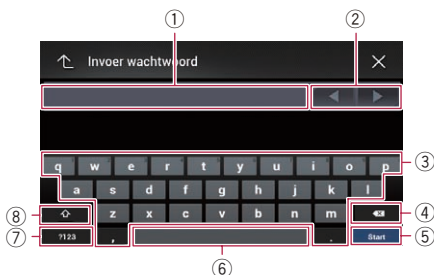 ① ②
Invoer wachtwoord
③
q w e r t y u i o p
a s d f g h j k l
⑧ z x c v b n m ④
⑦ ?123 , . Start ⑤
⑥